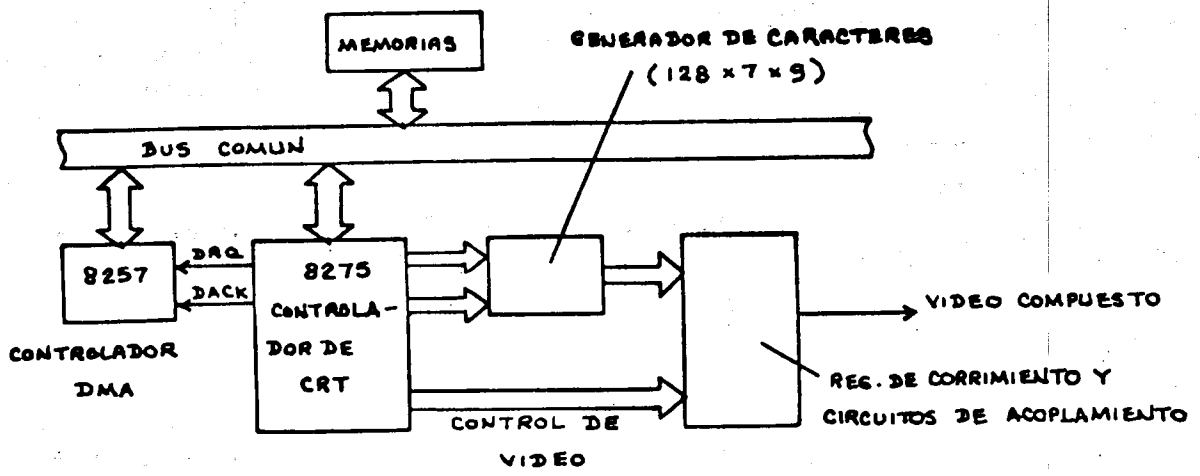 MEMORIAS
GENERADOR DE CARACTERES
(128 x 7 x 9)
BUS COMUN
8257
DRQ
DACK
CONTROLADOR
DMA
8275
CONTROLA-
DOR DE
CRT
CONTROL DE
VIDEO
VIDEO COMPUESTO
REG. DE CORRIMIENTO Y
CIRCUITOS DE ACOPLAMIENTO